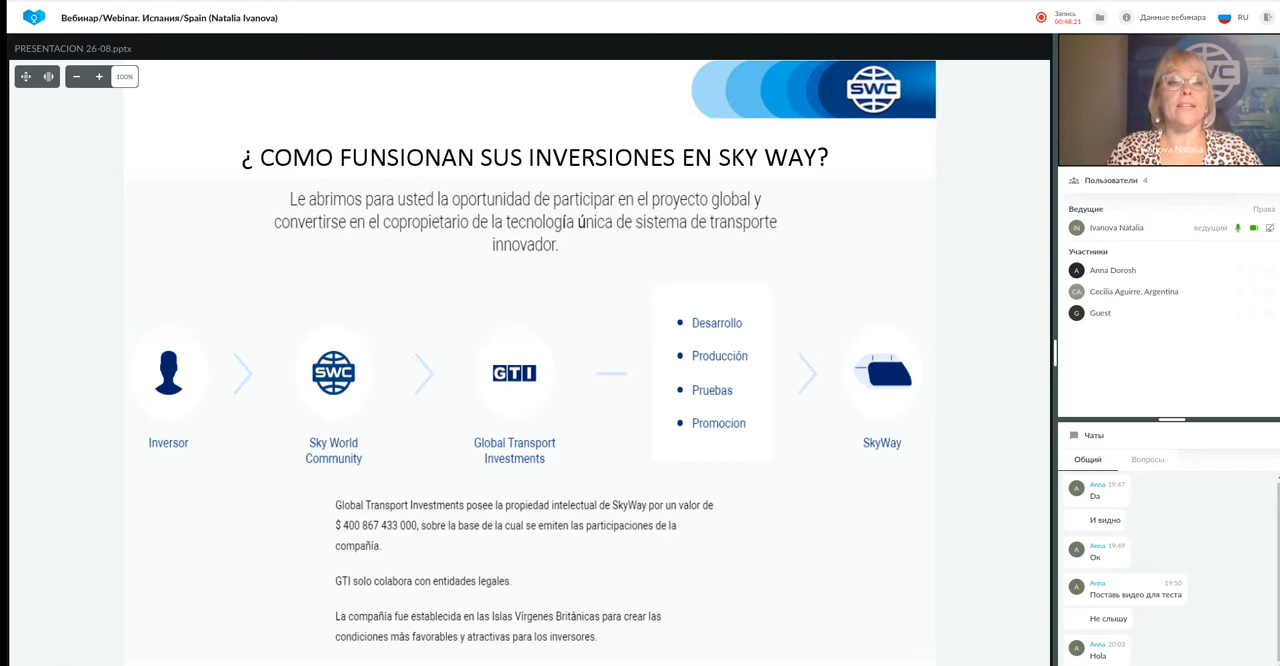 Вебинар/Webinar. Испания/Spain (Natalia Ivanova)
Запись
00:48:21
Данные вебинара
RU
PRESENTACION 26-08.pptx
100%
SWC
¿ COMO FUNSIONAN SUS INVERSIONES EN SKY WAY?
Le abrimos para usted la oportunidad de participar en el proyecto global y
convertirse en el copropietario de la tecnología única de sistema de transporte
innovador.
Inversor
SWC
Sky World
Community
GTI
Global Transport
Investments
Desarrollo
Producción
Pruebas
Promocion
SkyWay
Global Transport Investments posee la propiedad intelectual de SkyWay por un valor de
$ 400 867 433 000, sobre la base de la cual se emiten las participaciones de la
compañía.
GTI solo colabora con entidades legales.
La compañía fue establecida en las Islas Vírgenes Británicas para crear las
condiciones más favorables y atractivas para los inversores.
Ivanova Natalia
Пользователи 4
Ведущие Права
IN Ivanova Natalia ведущий
Участники
A Anna Dorosh
CA Cecilia Aguirre, Argentina
G Guest
Чаты
Общий Вопросы
A Anna 19:47
Da
И видно
A Anna 19:49
Ок
A Anna 19:50
Поставь видео для теста
Не слышу
A Anna 20:03
Hola